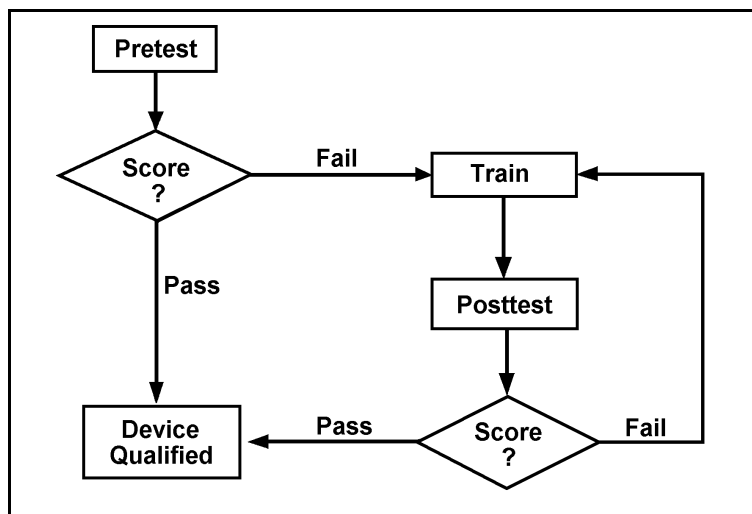 Pretest
Score
?
Fail
Train
Pass
Posttest
Device
Qualified
Pass
Score
?
Fail